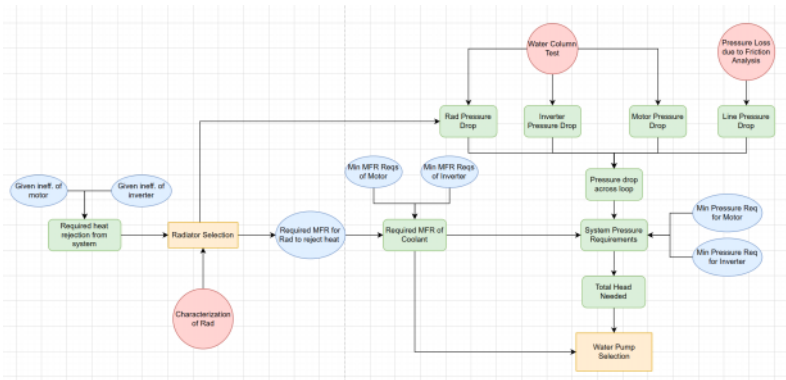 Water Column
Test
Pressure Loss
due to Friction
Analysis
Rad Pressure
Drop
Inverter
Pressure Drop
Motor Pressure
Drop
Line Pressure
Drop
Min MFR Reqs
of Motor
Min MFR Reqs
of Inverter
Pressure drop
across loop
Given ineff. of
motor
Given ineff. of
inverter
Min Pressure Req
for Motor
Required heat
rejection from
system
Radiator Selection
Required MFR for
Rad to reject heat
Required MFR of
Coolant
System Pressure
Requirements
Min Pressure Req
for Inverter
Total Head
Needed
Characterization
of Rad
Water Pump
Selection